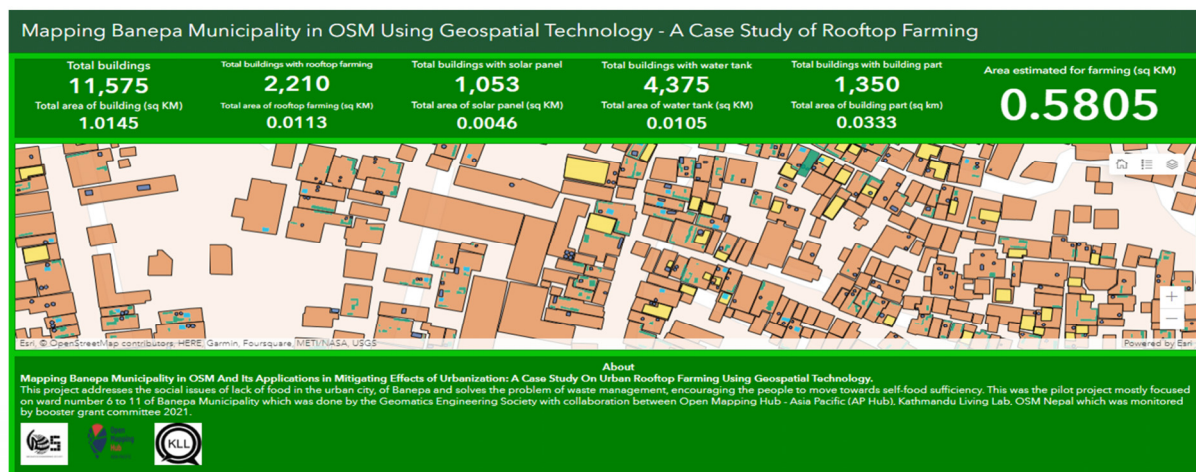 Mapping Banepa Municipality in OSM Using Geospatial Technology - A Case Study of Rooftop Farming
Total buildings
11,575
Total area of building (sq KM)
1.0145
Total buildings with rooftop farming
2,210
Total area of rooftop farming (sq KM)
0.0113
Total buildings with solar panel
1,053
Total area of solar panel (sq KM)
0.0046
Total buildings with water tank
4,375
Total area of water tank (sq KM)
0.0105
Total buildings with building part
1,350
Total area of building part (sq km)
0.0333
Area estimated for farming (sq KM)
0.5805
Esri, © OpenStreetMap contributors, HERE, Garmin, Foursquare, METI/NASA, USGS
Powered by Esri
About
Mapping Banepa Municipality in OSM And Its Applications in Mitigating Effects of Urbanization: A Case Study On Urban Rooftop Farming Using Geospatial Technology.
This project addresses the social issues of lack of food in the urban city, of Banepa and solves the problem of waste management, encouraging the people to move towards self-food sufficiency. This was the pilot project mostly focused
on ward number 6 to 11 of Banepa Municipality which was done by the Geomatics Engineering Society with collaboration between Open Mapping Hub - Asia Pacific (AP Hub), Kathmandu Living Lab, OSM Nepal which was monitored
by booster grant committee 2021.
Open
Mapping
Hub
KLL